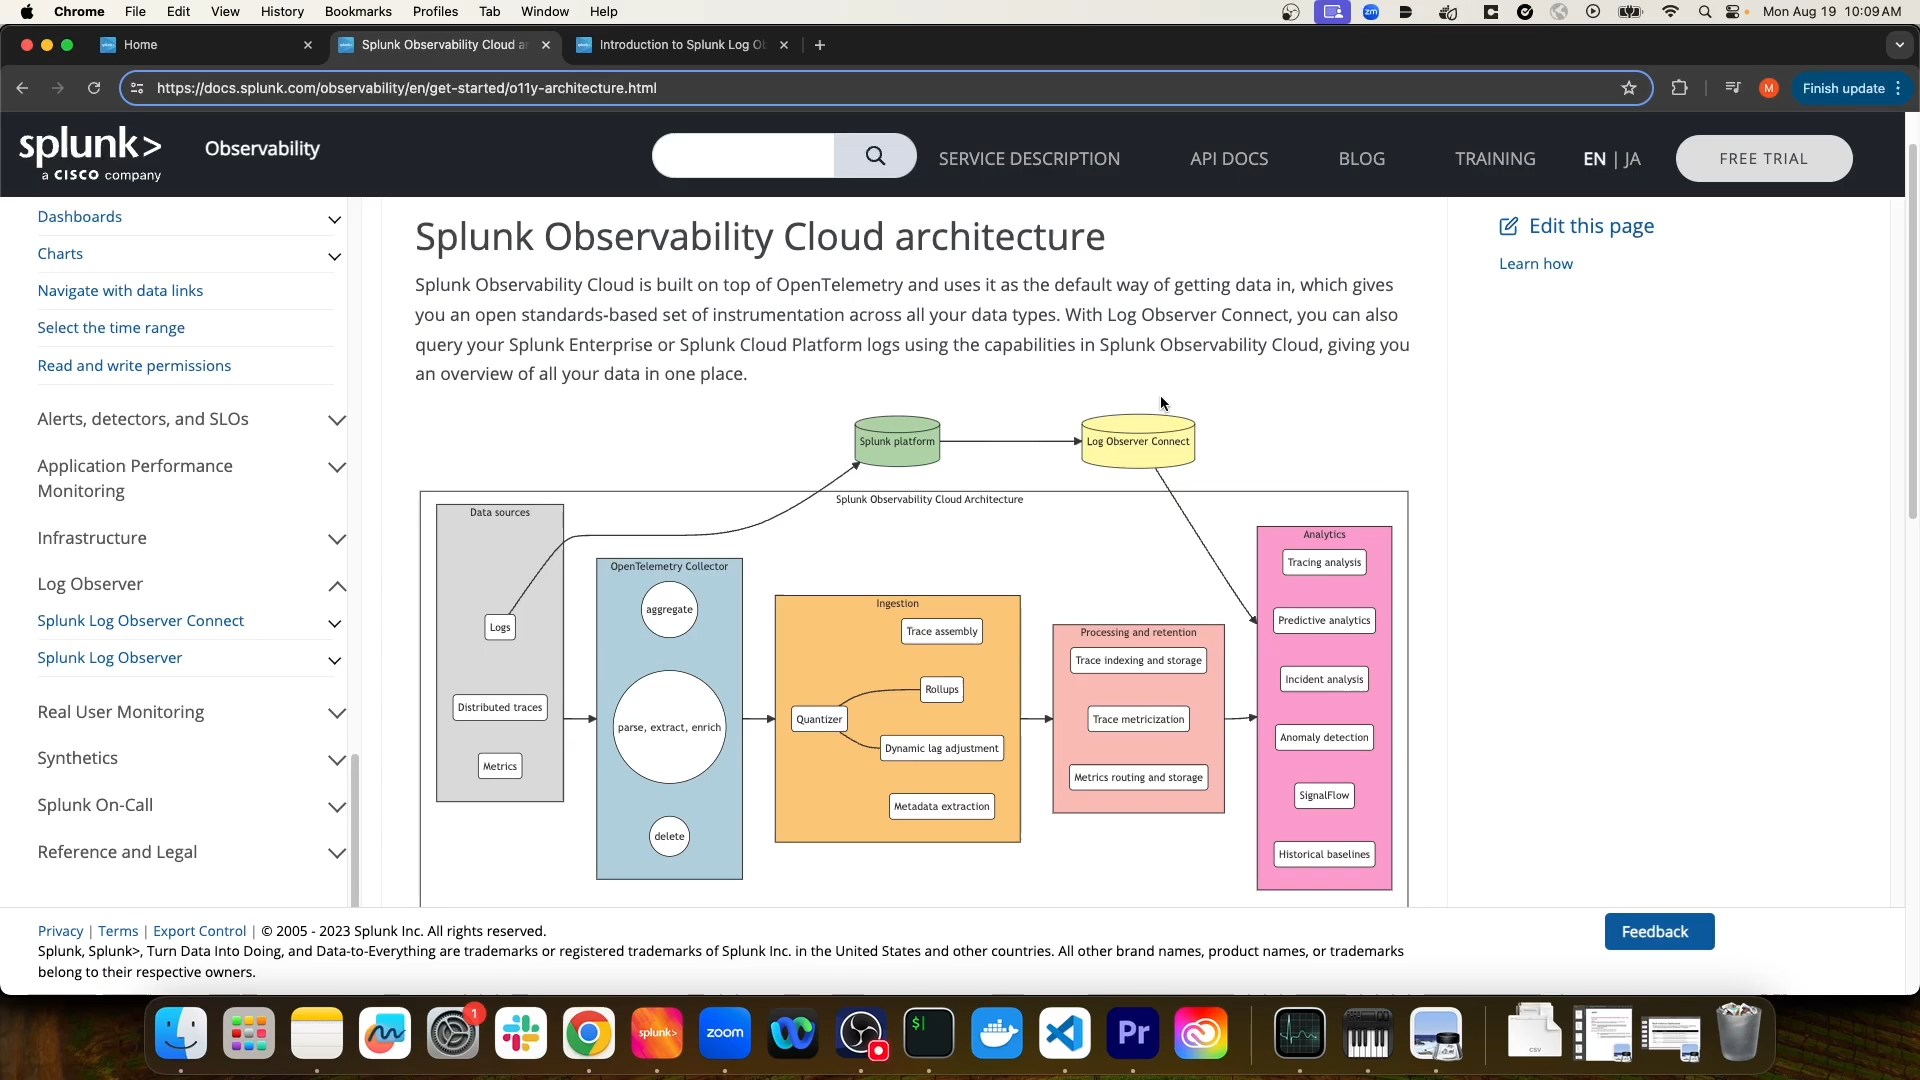 Chrome File Edit View History Bookmarks Profiles Tab Window Help
zm
Mon Aug 19 10:09 AM
Home
Splunk Observability Cloud a
Introduction to Splunk Log O
https://docs.splunk.com/observability/en/get-started/o11y-architecture.html
M
Finish update
splunk>
a CISCO company
Observability
SERVICE DESCRIPTION
API DOCS
BLOG
TRAINING
EN | JA
FREE TRIAL
Dashboards
Charts
Navigate with data links
Select the time range
Read and write permissions
Alerts, detectors, and SLOs
Application Performance
Monitoring
Infrastructure
Log Observer
Splunk Log Observer Connect
Splunk Log Observer
Real User Monitoring
Synthetics
Splunk On-Call
Reference and Legal
Splunk Observability Cloud architecture
Splunk Observability Cloud is built on top of OpenTelemetry and uses it as the default way of getting data in, which gives
you an open standards-based set of instrumentation across all your data types. With Log Observer Connect, you can also
query your Splunk Enterprise or Splunk Cloud Platform logs using the capabilities in Splunk Observability Cloud, giving you
an overview of all your data in one place.
Splunk platform
Log Observer Connect
Splunk Observability Cloud Architecture
Data sources
Logs
Distributed traces
Metrics
OpenTelemetry Collector
aggregate
parse, extract, enrich
delete
Ingestion
Trace assembly
Rollups
Quantizer
Dynamic lag adjustment
Metadata extraction
Processing and retention
Trace indexing and storage
Trace metricization
Metrics routing and storage
Analytics
Tracing analysis
Predictive analytics
Incident analysis
Anomaly detection
SignalFlow
Historical baselines
Edit this page
Learn how
Privacy | Terms | Export Control | © 2005 - 2023 Splunk Inc. All rights reserved.
Splunk, Splunk>, Turn Data Into Doing, and Data-to-Everything are trademarks or registered trademarks of Splunk Inc. in the United States and other countries. All other brand names, product names, or trademarks
belong to their respective owners.
Feedback
1
splunk>
zoom
$
Pr
CSV